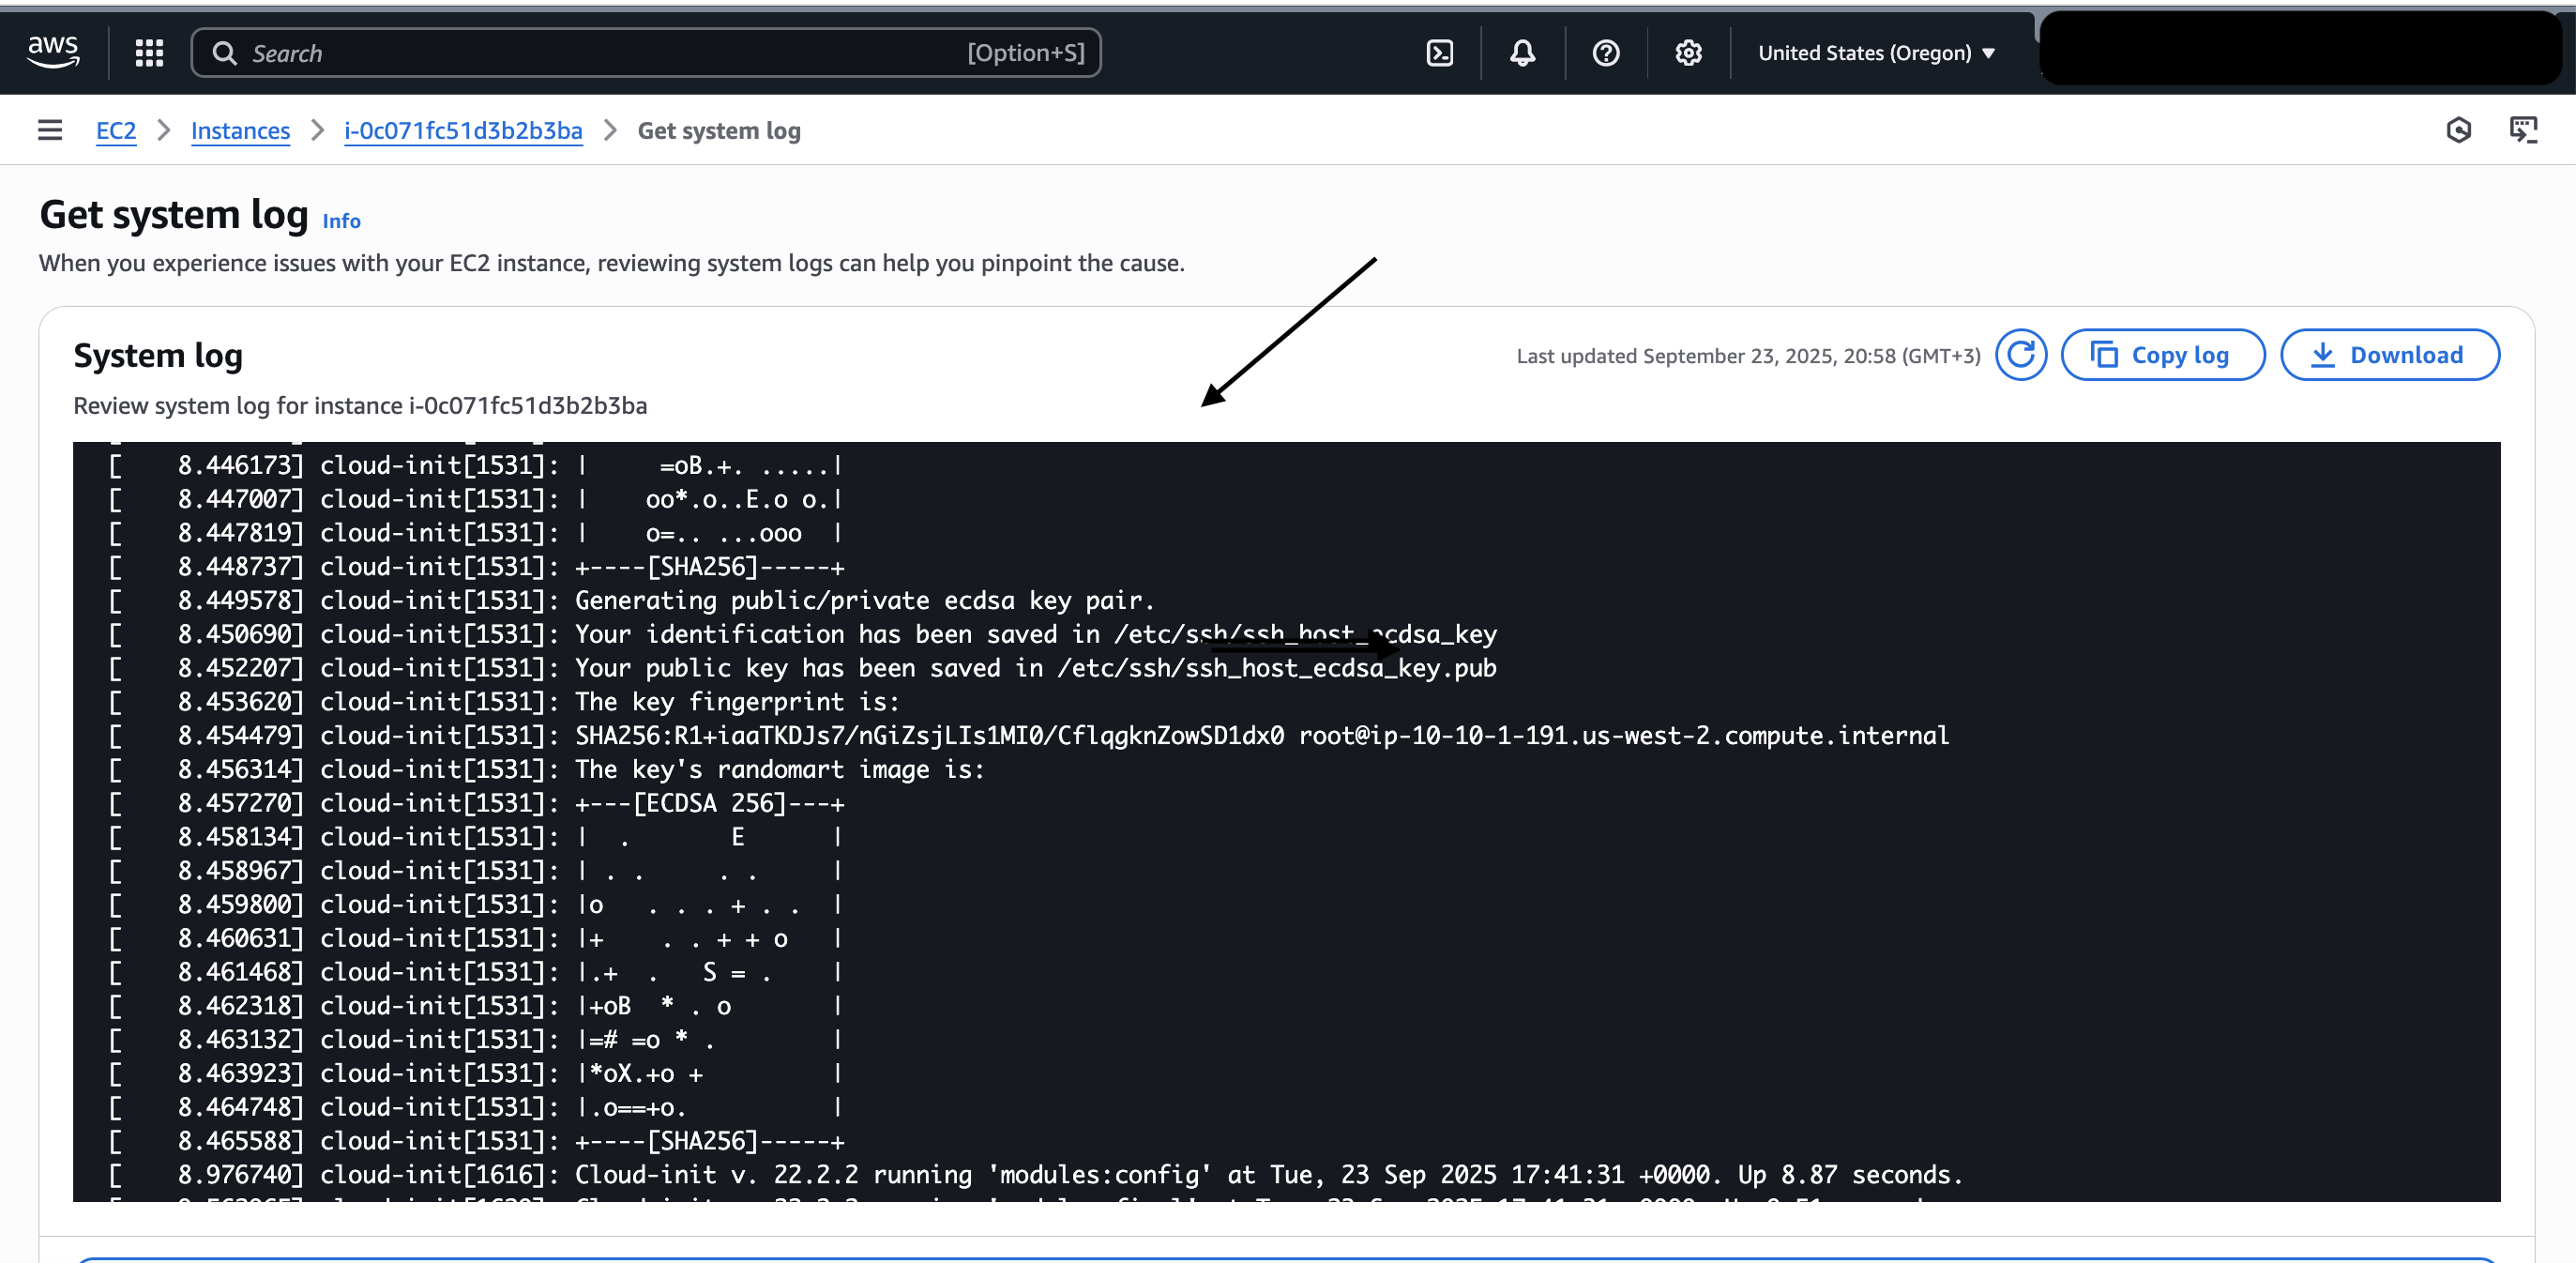 aws
Search [Option+S]
United States (Oregon)
EC2 > Instances > i-0c071fc51d3b2b3ba > Get system log
Get system log Info
When you experience issues with your EC2 instance, reviewing system logs can help you pinpoint the cause.
System log
Last updated September 23, 2025, 20:58 (GMT+3) Copy log Download
Review system log for instance i-0c071fc51d3b2b3ba
[    8.446173] cloud-init[1531]: |     =oB.+. .....|
[    8.447007] cloud-init[1531]: |    oo*.o..E.o o.|
[    8.447819] cloud-init[1531]: |    o=.. ...ooo  |
[    8.448737] cloud-init[1531]: +----[SHA256]-----+
[    8.449578] cloud-init[1531]: Generating public/private ecdsa key pair.
[    8.450690] cloud-init[1531]: Your identification has been saved in /etc/ssh/ssh_host_ecdsa_key
[    8.452207] cloud-init[1531]: Your public key has been saved in /etc/ssh/ssh_host_ecdsa_key.pub
[    8.453620] cloud-init[1531]: The key fingerprint is:
[    8.454479] cloud-init[1531]: SHA256:R1+iaaTKDJs7/nGiZsjLIs1MI0/CflqgknZowSD1dx0 root@ip-10-10-1-191.us-west-2.compute.internal
[    8.456314] cloud-init[1531]: The key's randomart image is:
[    8.457270] cloud-init[1531]: +---[ECDSA 256]---+
[    8.458134] cloud-init[1531]: |  .       E      |
[    8.458967] cloud-init[1531]: | . .     . .     |
[    8.459800] cloud-init[1531]: |o   . . . + . .  |
[    8.460631] cloud-init[1531]: |+    . . + + o   |
[    8.461468] cloud-init[1531]: |.+  .   S = .    |
[    8.462318] cloud-init[1531]: |+oB  * . o       |
[    8.463132] cloud-init[1531]: |=# =o * .        |
[    8.463923] cloud-init[1531]: |*oX.+o +         |
[    8.464748] cloud-init[1531]: |.o==+o.          |
[    8.465588] cloud-init[1531]: +----[SHA256]-----+
[    8.976740] cloud-init[1616]: Cloud-init v. 22.2.2 running 'modules:config' at Tue, 23 Sep 2025 17:41:31 +0000. Up 8.87 seconds.